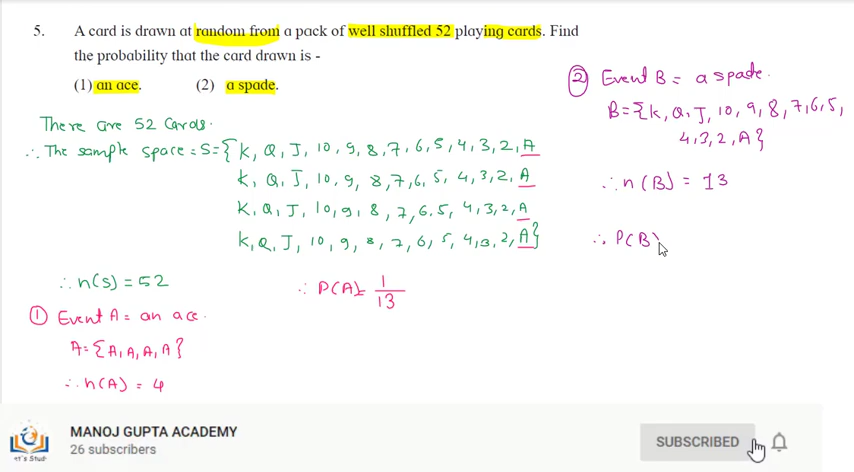 5. A card is drawn at random from a pack of well shuffled 52 playing cards. Find
the probability that the card drawn is -
(1) an ace. (2) a spade.
There are 52 Cards.
∴ The sample space = S = { K, Q, J, 10, 9, 8, 7, 6, 5, 4, 3, 2, A
K, Q, J, 10, 9, 8, 7, 6, 5, 4, 3, 2, A
K, Q, J, 10, 9, 8, 7, 6, 5, 4, 3, 2, A
K, Q, J, 10, 9, 8, 7, 6, 5, 4, 3, 2, A}
∴ n(S) = 52
① Event A = an ace.
A = {A, A, A, A}
∴ n(A) = 4
∴ P(A) = 1/13
② Event B = a spade.
B = {K, Q, J, 10, 9, 8, 7, 6, 5,
4, 3, 2, A}
∴ n(B) = 13
∴ P(B)
MANOJ GUPTA ACADEMY
26 subscribers
SUBSCRIBED